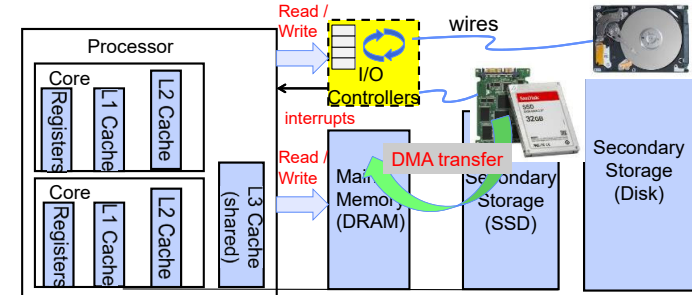 Read /
Write
wires
Processor
Core
Registers
L1 Cache
L2 Cache
I/O
Controllers
interrupts
SanDisk
SSD
32GB
Read /
Write
DMA transfer
Core
Registers
L1 Cache
L2 Cache
L3 Cache
(shared)
Main
Memory
(DRAM)
Secondary
Storage
(SSD)
Secondary
Storage
(Disk)